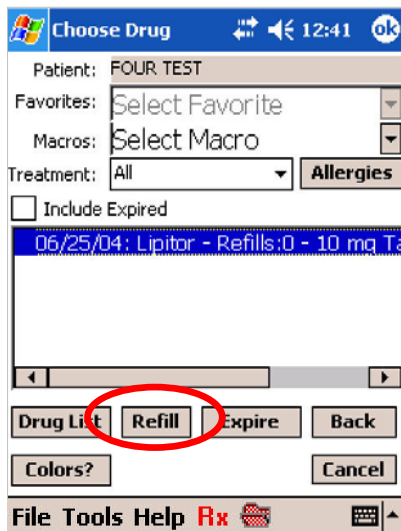 Choose Drug 12:41 ok
Patient: FOUR TEST
Favorites: Select Favorite
Macros: Select Macro
Treatment: All Allergies
Include Expired
06/25/04: Lipitor - Refills:0 - 10 mg Ta
Drug List Refill Expire Back
Colors? Cancel
File Tools Help Rx